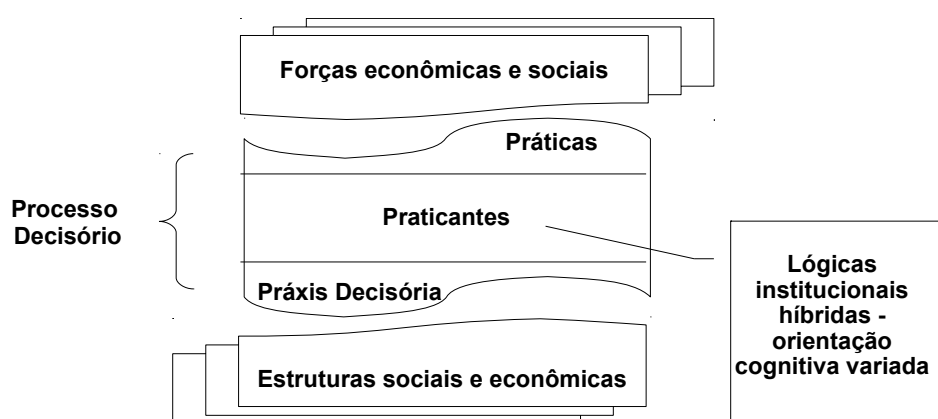 Forças econômicas e sociais
Práticas
Processo
Decisório
Praticantes
Práxis Decisória
Lógicas
institucionais
híbridas -
orientação
cognitiva variada
Estruturas sociais e econômicas